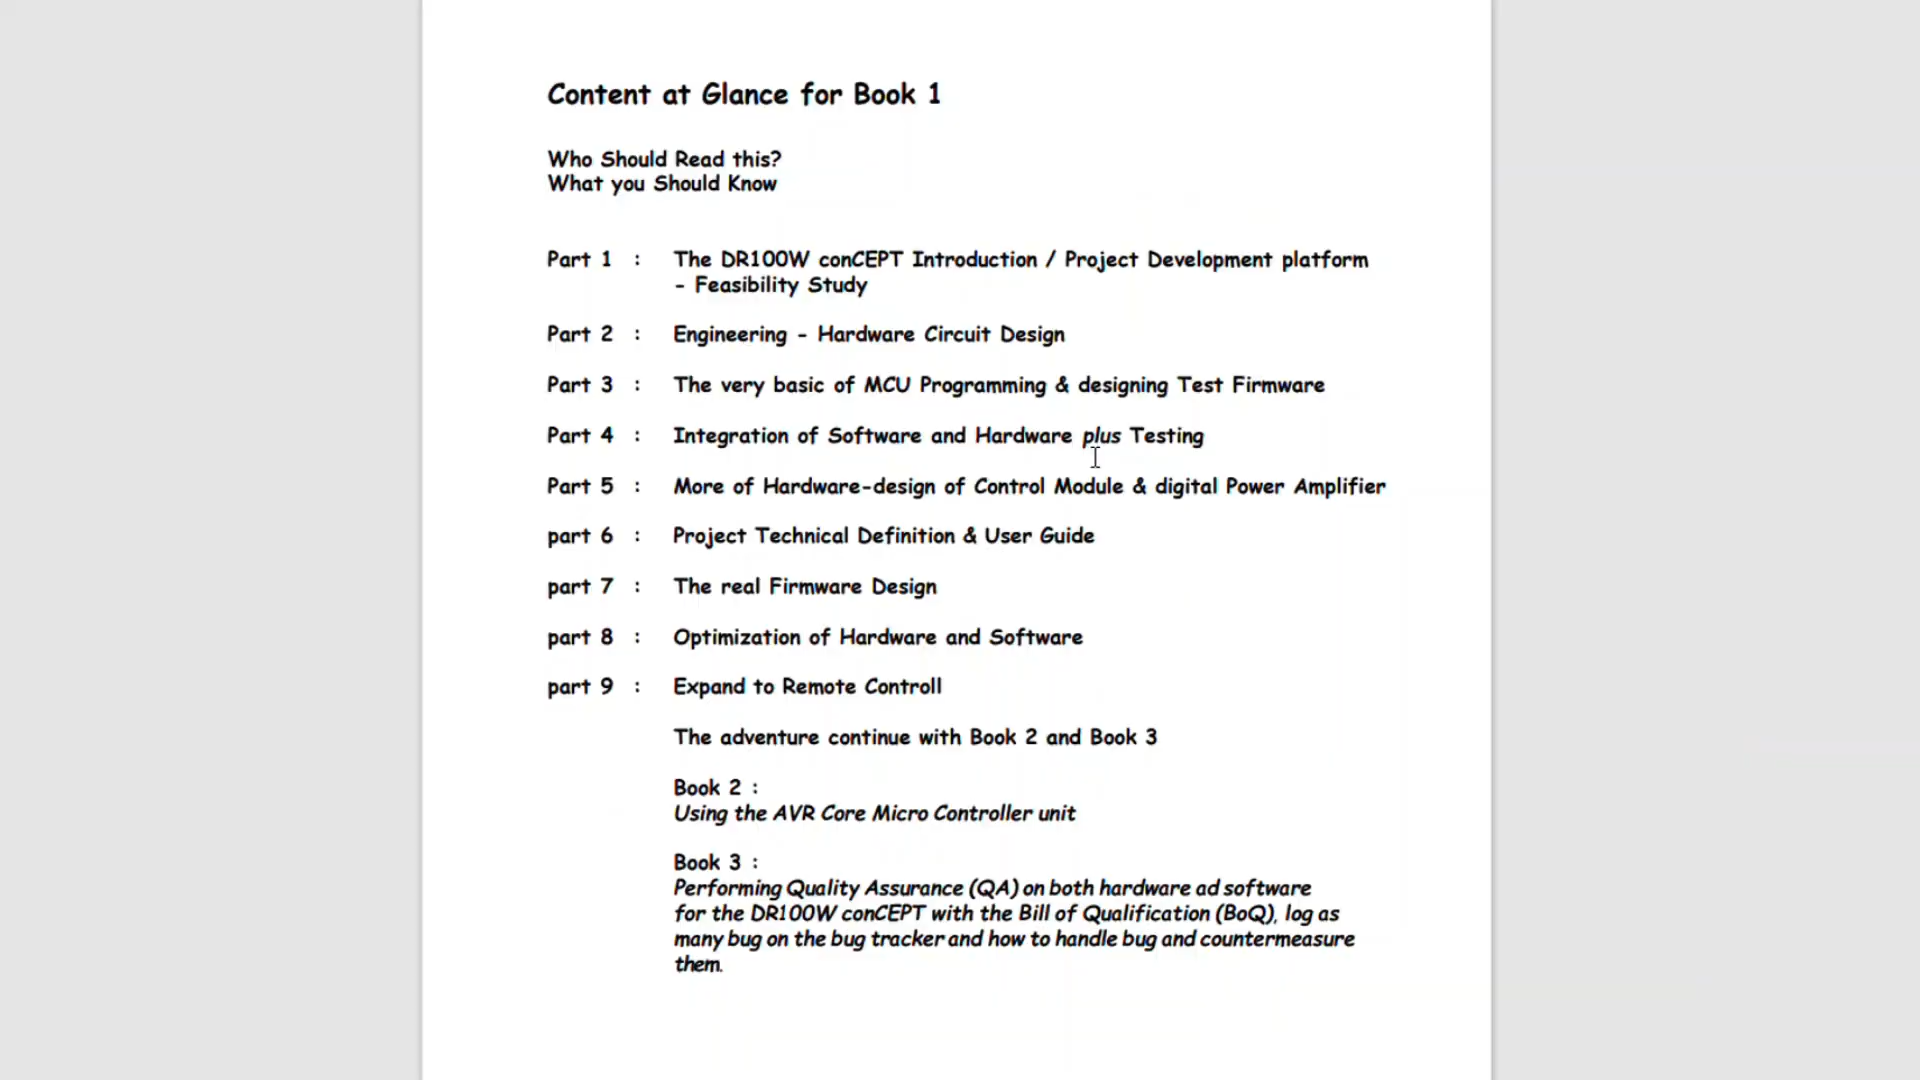 Content at Glance for Book 1
Who Should Read this?
What you Should Know
Part 1 : The DR100W conCEPT Introduction / Project Development platform
- Feasibility Study
Part 2 : Engineering - Hardware Circuit Design
Part 3 : The very basic of MCU Programming & designing Test Firmware
Part 4 : Integration of Software and Hardware plus Testing
Part 5 : More of Hardware-design of Control Module & digital Power Amplifier
part 6 : Project Technical Definition & User Guide
part 7 : The real Firmware Design
part 8 : Optimization of Hardware and Software
part 9 : Expand to Remote Controll
The adventure continue with Book 2 and Book 3
Book 2 :
Using the AVR Core Micro Controller unit
Book 3 :
Performing Quality Assurance (QA) on both hardware ad software
for the DR100W conCEPT with the Bill of Qualification (BoQ), log as
many bug on the bug tracker and how to handle bug and countermeasure
them.